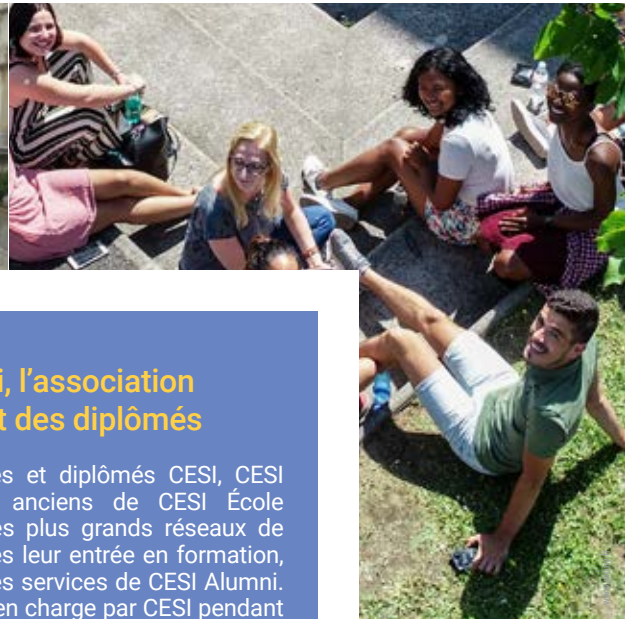 i, l’association
t des diplômés
es et diplômés CESI, CESI
anciens de CESI École
es plus grands réseaux de
es leur entrée en formation,
es services de CESI Alumni.
en charge par CESI pendant